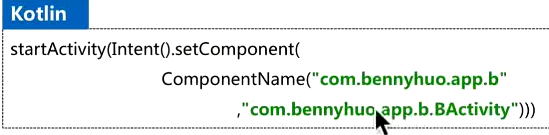 Kotlin
startActivity(Intent().setComponent(
ComponentName("com.bennyhuo.app.b"
,"com.bennyhuo.app.b.BActivity")))